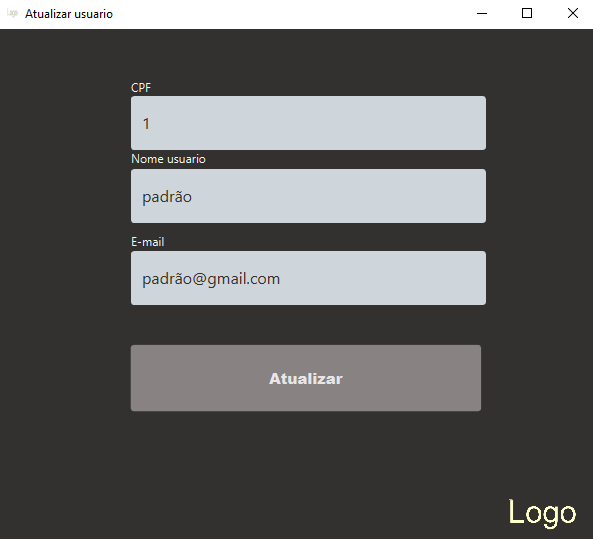 Atualizar usuario
CPF
1
Nome usuario
padrão
E-mail
padrão@gmail.com
Atualizar
Logo